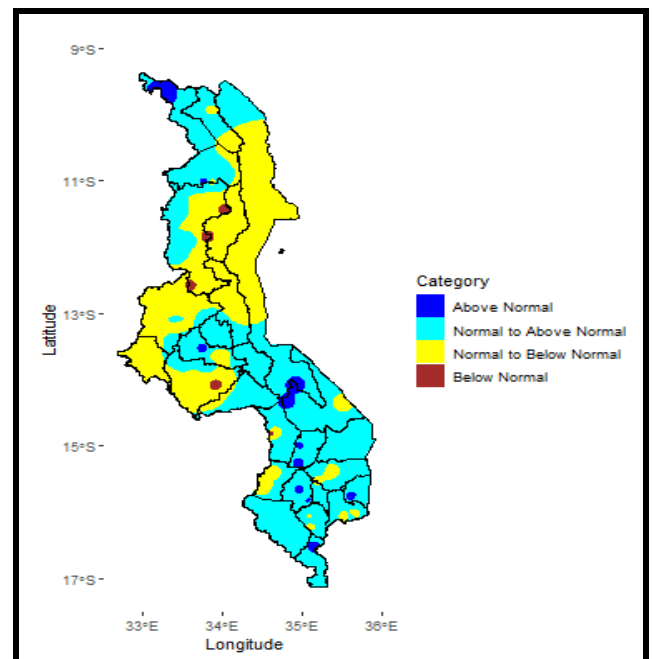 9°S
11°S
13°S
15°S
17°S
Latitude
33°E 34°E 35°E 36°E
Longitude
Category
Above Normal
Normal to Above Normal
Normal to Below Normal
Below Normal